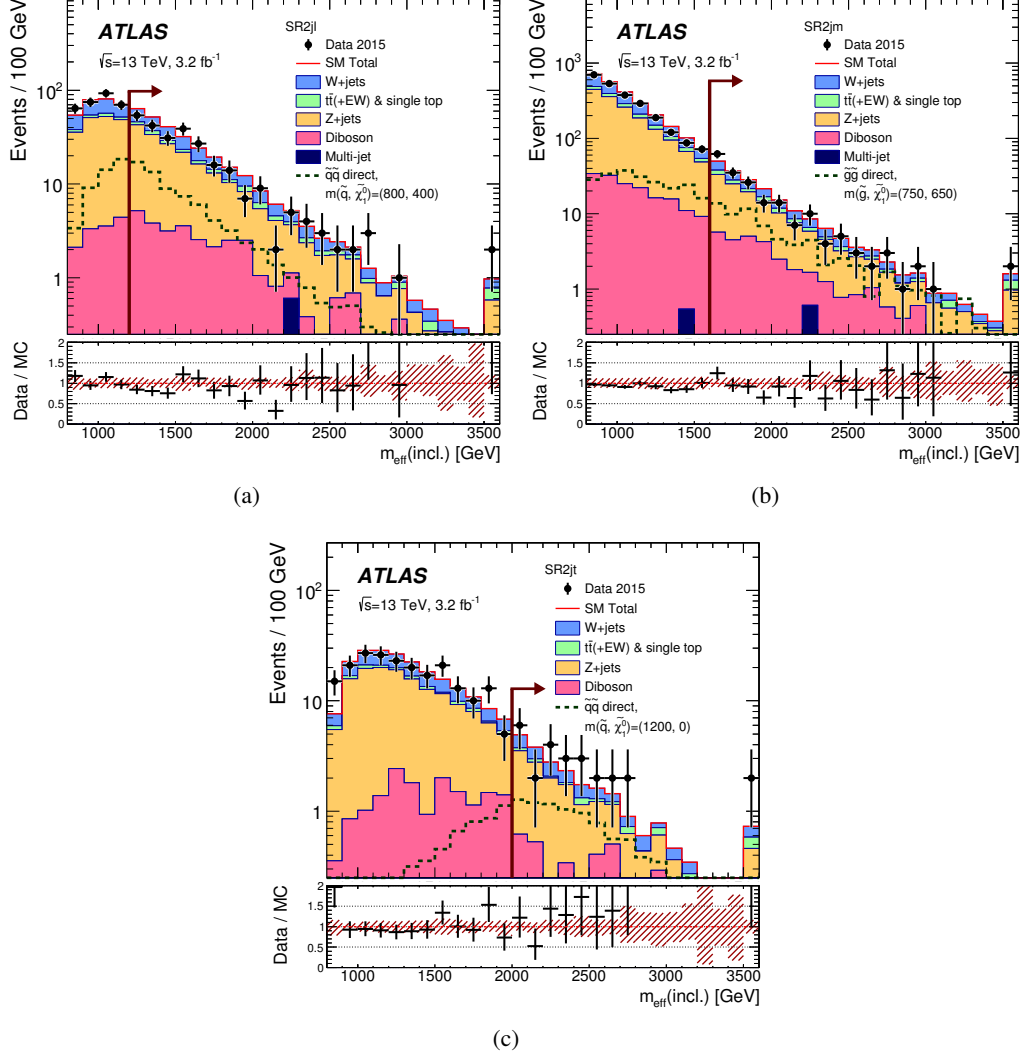 ATLAS
√s=13 TeV, 3.2 fb⁻¹
SR2jl
Data 2015
SM Total
W+jets
tt̄(+EW) & single top
Z+jets
Diboson
Multi-jet
q̃q̃ direct,
m(q̃, χ̃₁⁰)=(800, 400)
Events / 100 GeV
10²
10
1
Data / MC
2
1.5
1
0.5
0
1000 1500 2000 2500 3000 3500
m_eff(incl.) [GeV]
(a)
ATLAS
√s=13 TeV, 3.2 fb⁻¹
SR2jm
Data 2015
SM Total
W+jets
tt̄(+EW) & single top
Z+jets
Diboson
Multi-jet
g̃g̃ direct,
m(g̃, χ̃₁⁰)=(750, 650)
Events / 100 GeV
10³
10²
10
1
Data / MC
2
1.5
1
0.5
0
1000 1500 2000 2500 3000 3500
m_eff(incl.) [GeV]
(b)
ATLAS
√s=13 TeV, 3.2 fb⁻¹
SR2jt
Data 2015
SM Total
W+jets
tt̄(+EW) & single top
Z+jets
Diboson
q̃q̃ direct,
m(q̃, χ̃₁⁰)=(1200, 0)
Events / 100 GeV
10²
10
1
Data / MC
2
1.5
1
0.5
0
1000 1500 2000 2500 3000 3500
m_eff(incl.) [GeV]
(c)